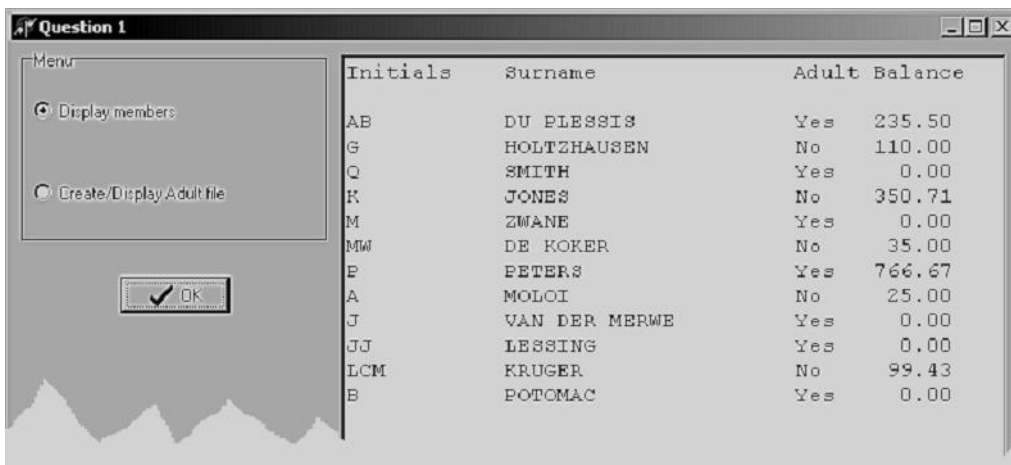 Question 1
Menu
Display members
Create/Display Adult file
OK
Initials Surname Adult Balance
AB DU PLESSIS Yes 235.50
G HOLTZHAUSEN No 110.00
Q SMITH Yes 0.00
K JONES No 350.71
M ZWANE Yes 0.00
MW DE KOKER No 35.00
P PETERS Yes 766.67
A MOLOI No 25.00
J VAN DER MERWE Yes 0.00
JJ LESSING Yes 0.00
LCM KRUGER No 99.43
B POTOMAC Yes 0.00